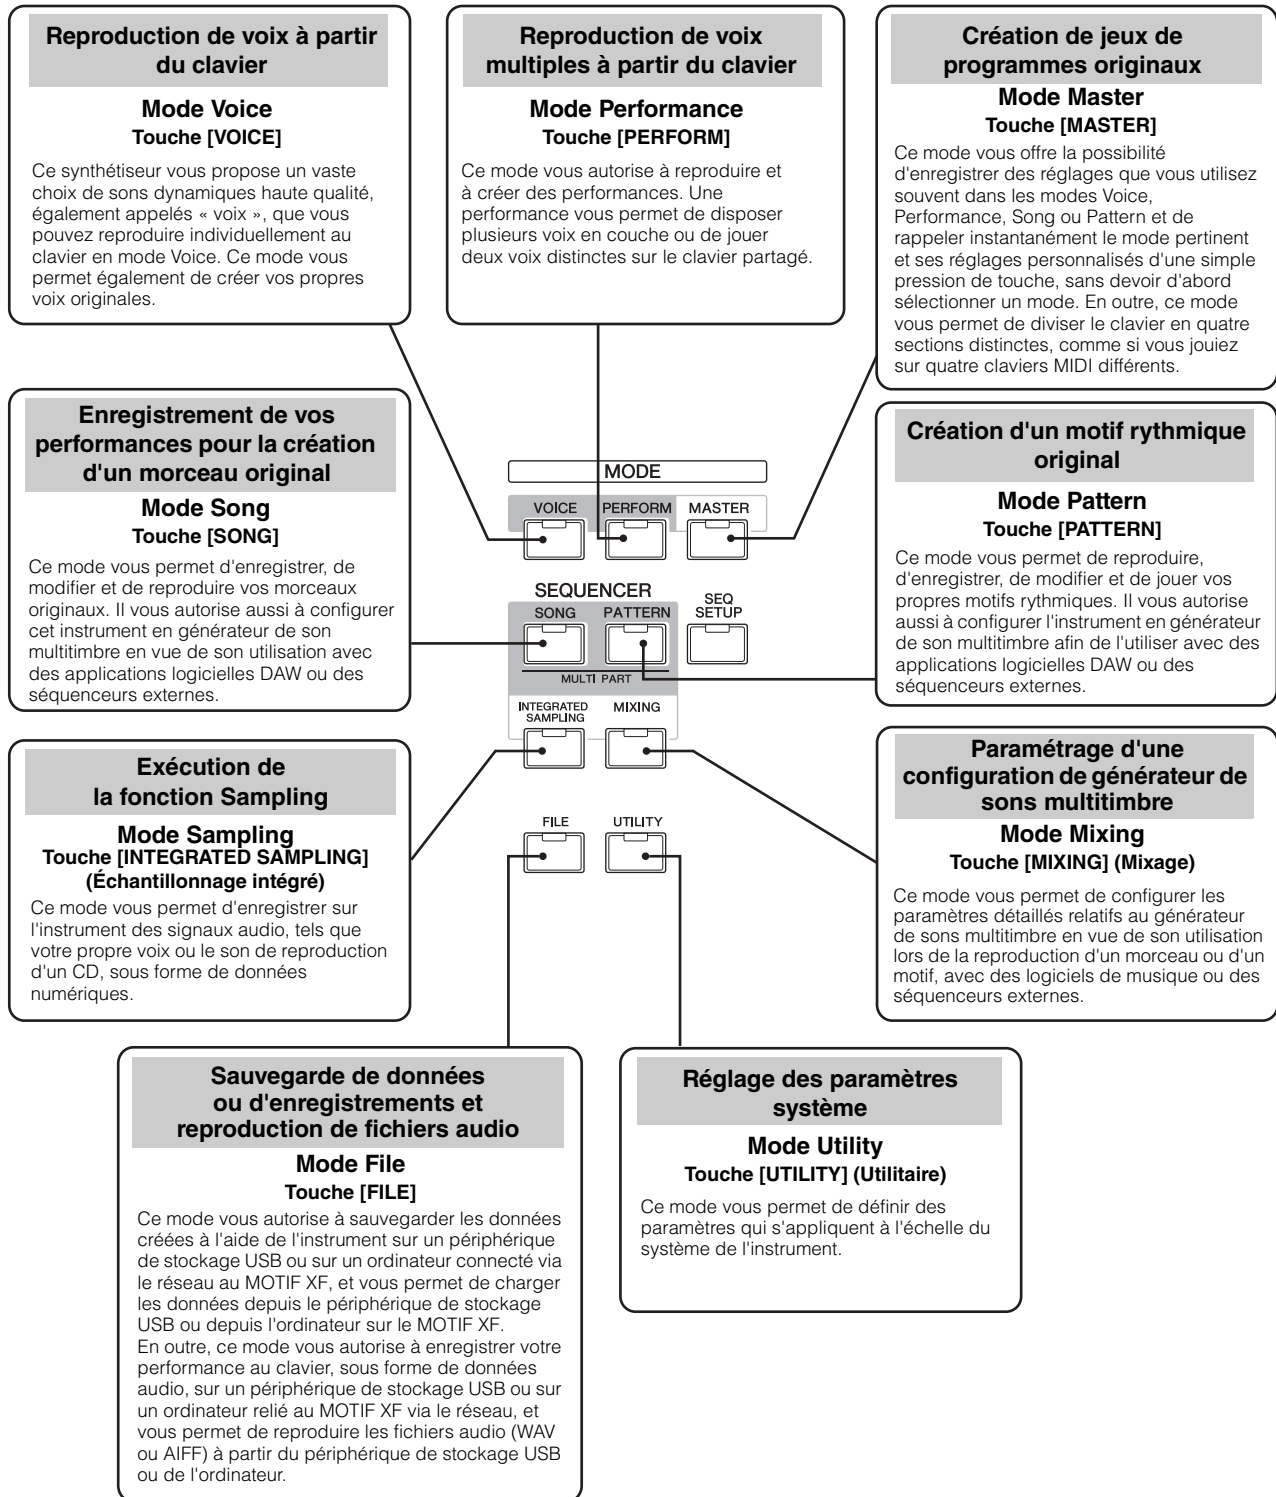 Reproduction de voix à partir
du clavier
Mode Voice
Touche [VOICE]
Ce synthétiseur vous propose un vaste
choix de sons dynamiques haute qualité,
également appelés « voix », que vous
pouvez reproduire individuellement au
clavier en mode Voice. Ce mode vous
permet également de créer vos propres
voix originales.
Reproduction de voix
multiples à partir du clavier
Mode Performance
Touche [PERFORM]
Ce mode vous autorise à reproduire et
à créer des performances. Une
performance vous permet de disposer
plusieurs voix en couche ou de jouer
deux voix distinctes sur le clavier partagé.
Création de jeux de
programmes originaux
Mode Master
Touche [MASTER]
Ce mode vous offre la possibilité
d'enregistrer des réglages que vous utilisez
souvent dans les modes Voice,
Performance, Song ou Pattern et de
rappeler instantanément le mode pertinent
et ses réglages personnalisés d'une simple
pression de touche, sans devoir d'abord
sélectionner un mode. En outre, ce mode
vous permet de diviser le clavier en quatre
sections distinctes, comme si vous jouiez
sur quatre claviers MIDI différents.
Enregistrement de vos
performances pour la création
d'un morceau original
Mode Song
Touche [SONG]
Ce mode vous permet d'enregistrer, de
modifier et de reproduire vos morceaux
originaux. Il vous autorise aussi à configurer
cet instrument en générateur de son
multitimbre en vue de son utilisation avec
des applications logicielles DAW ou des
séquenceurs externes.
MODE
VOICE
PERFORM
MASTER
SEQUENCER
SONG
PATTERN
SEQ
SETUP
MULTI PART
INTEGRATED
SAMPLING
MIXING
FILE
UTILITY
Création d'un motif rythmique
original
Mode Pattern
Touche [PATTERN]
Ce mode vous permet de reproduire,
d'enregistrer, de modifier et de jouer vos
propres motifs rythmiques. Il vous autorise
aussi à configurer l'instrument en générateur
de son multitimbre afin de l'utiliser avec des
applications logicielles DAW ou des
séquenceurs externes.
Exécution de
la fonction Sampling
Mode Sampling
Touche [INTEGRATED SAMPLING]
(Échantillonnage intégré)
Ce mode vous permet d'enregistrer sur
l'instrument des signaux audio, tels que
votre propre voix ou le son de reproduction
d'un CD, sous forme de données
numériques.
Paramétrage d'une
configuration de générateur de
sons multitimbre
Mode Mixing
Touche [MIXING] (Mixage)
Ce mode vous permet de configurer les
paramètres détaillés relatifs au générateur
de sons multitimbre en vue de son utilisation
lors de la reproduction d'un morceau ou d'un
motif, avec des logiciels de musique ou des
séquenceurs externes.
Sauvegarde de données
ou d'enregistrements et
reproduction de fichiers audio
Mode File
Touche [FILE]
Ce mode vous autorise à sauvegarder les données
créées à l'aide de l'instrument sur un périphérique
de stockage USB ou sur un ordinateur connecté via
le réseau au MOTIF XF, et vous permet de charger
les données depuis le périphérique de stockage
USB ou depuis l'ordinateur sur le MOTIF XF.
En outre, ce mode vous autorise à enregistrer votre
performance au clavier, sous forme de données
audio, sur un périphérique de stockage USB ou sur
un ordinateur relié au MOTIF XF via le réseau, et
vous permet de reproduire les fichiers audio (WAV
ou AIFF) à partir du périphérique de stockage USB
ou de l'ordinateur.
Réglage des paramètres
système
Mode Utility
Touche [UTILITY] (Utilitaire)
Ce mode vous permet de définir des
paramètres qui s'appliquent à l'échelle du
système de l'instrument.